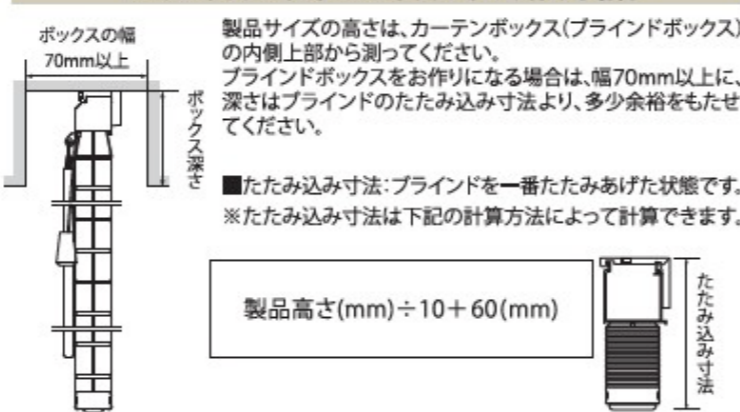 ボックスの幅
70mm以上
ボックス深さ
製品サイズの高さは、カーテンボックス(ブラインドボックス)
の内側上部から測ってください。
ブラインドボックスをお作りになる場合は、幅70mm以上に、
深さはブラインドのたたみ込み寸法より、多少余裕をもたせ
てください。
■たたみ込み寸法：ブラインドを一番たたみあげた状態です。
※たたみ込み寸法は下記の計算方法によって計算できます。
製品高さ(mm)÷10＋60(mm)
たたみ込み寸法